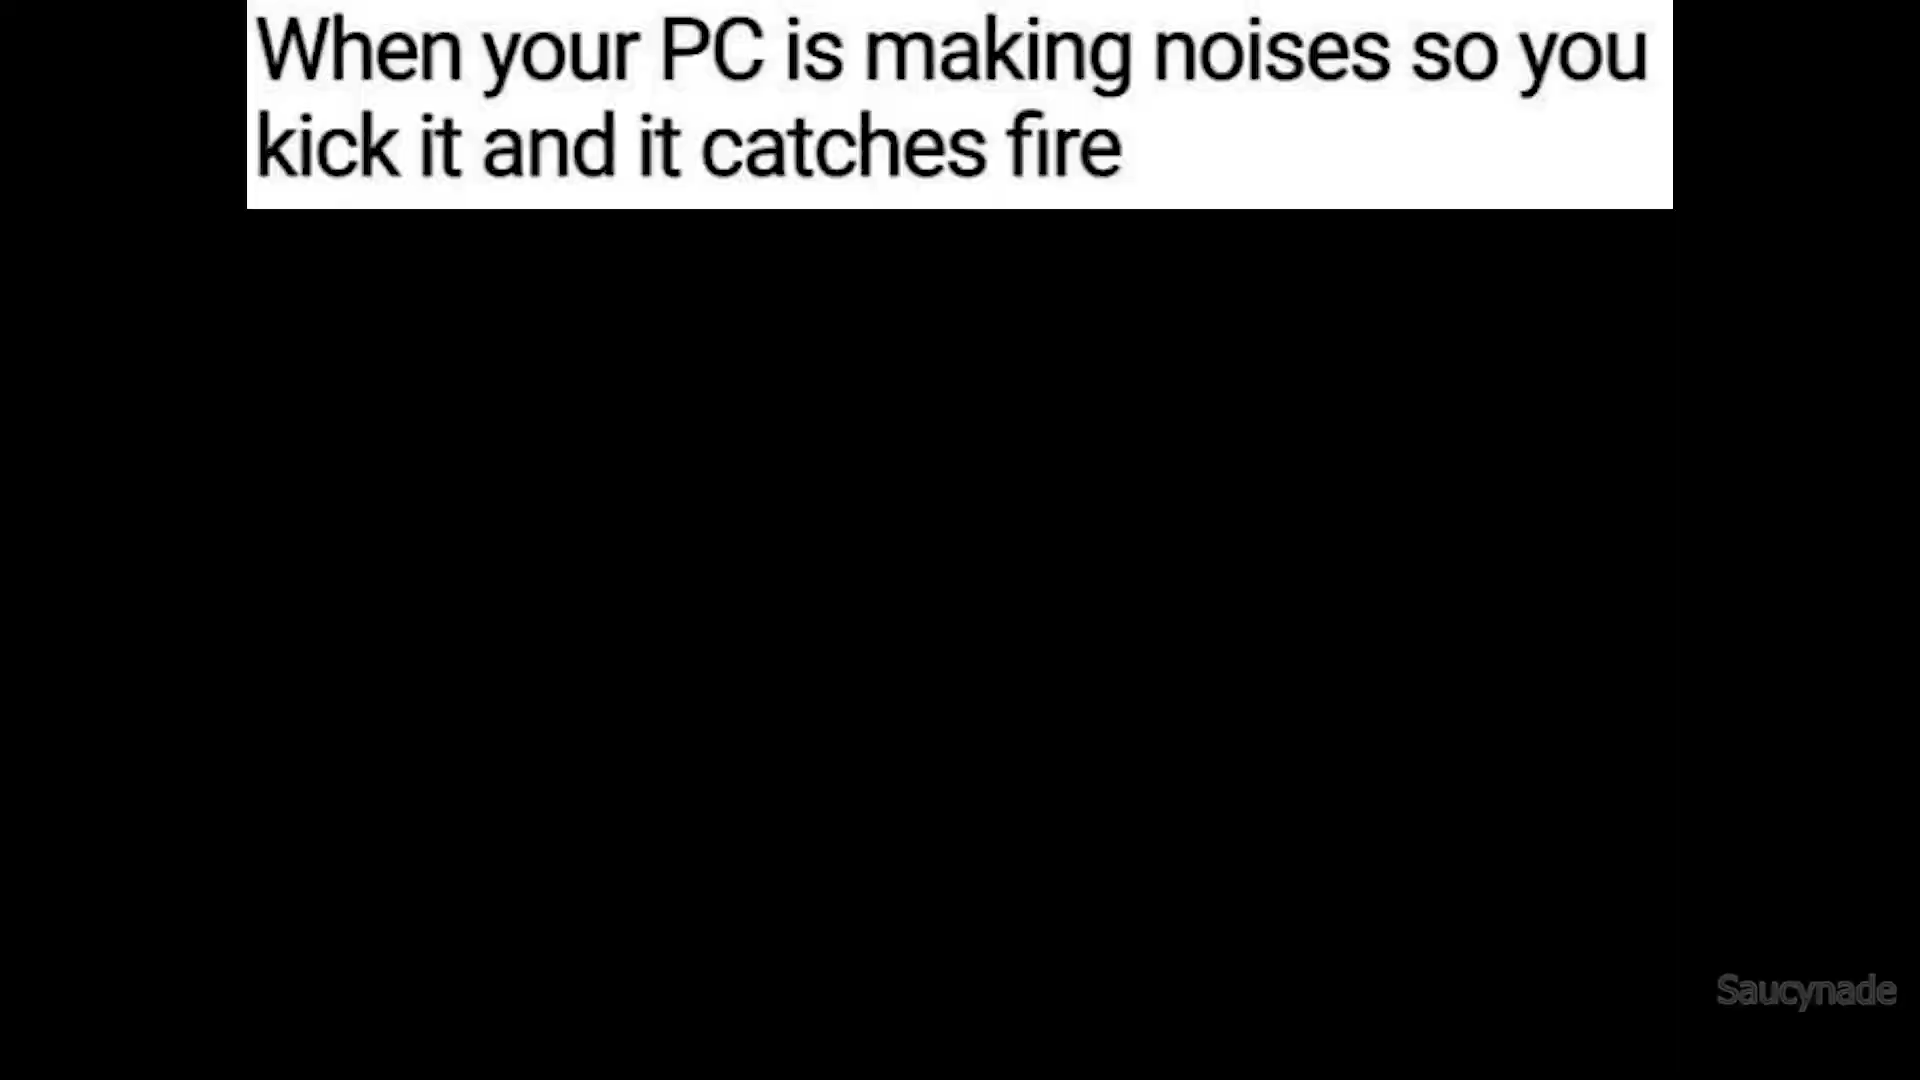 When your PC is making noises so you
kick it and it catches fire
Saucynade